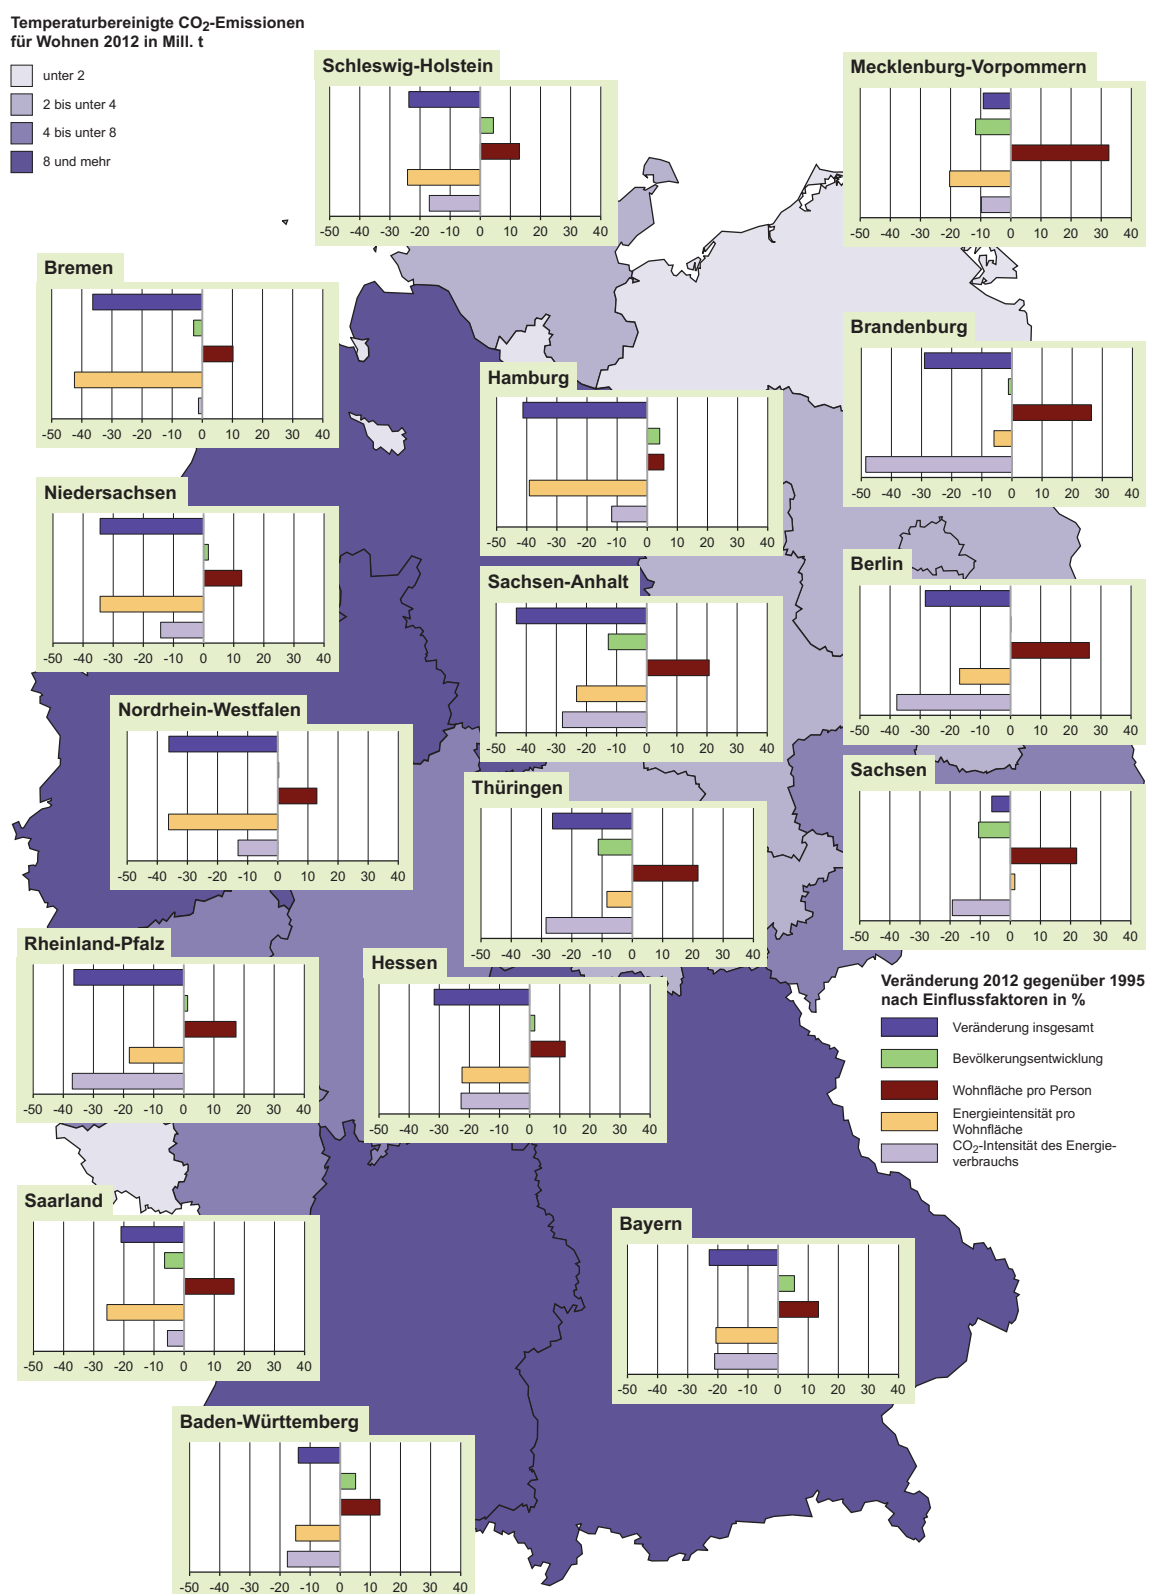 Temperaturbereinigte CO2-Emissionen
für Wohnen 2012 in Mill. t
unter 2
2 bis unter 4
4 bis unter 8
8 und mehr
Schleswig-Holstein
-50 -40 -30 -20 -10 0 10 20 30 40
Mecklenburg-Vorpommern
-50 -40 -30 -20 -10 0 10 20 30 40
Bremen
-50 -40 -30 -20 -10 0 10 20 30 40
Brandenburg
-50 -40 -30 -20 -10 0 10 20 30 40
Hamburg
-50 -40 -30 -20 -10 0 10 20 30 40
Niedersachsen
-50 -40 -30 -20 -10 0 10 20 30 40
Berlin
-50 -40 -30 -20 -10 0 10 20 30 40
Sachsen-Anhalt
-50 -40 -30 -20 -10 0 10 20 30 40
Nordrhein-Westfalen
-50 -40 -30 -20 -10 0 10 20 30 40
Sachsen
-50 -40 -30 -20 -10 0 10 20 30 40
Thüringen
-50 -40 -30 -20 -10 0 10 20 30 40
Rheinland-Pfalz
-50 -40 -30 -20 -10 0 10 20 30 40
Hessen
-50 -40 -30 -20 -10 0 10 20 30 40
Veränderung 2012 gegenüber 1995
nach Einflussfaktoren in %
Veränderung insgesamt
Bevölkerungsentwicklung
Wohnfläche pro Person
Energieintensität pro
Wohnfläche
CO2-Intensität des Energie-
verbrauchs
Saarland
-50 -40 -30 -20 -10 0 10 20 30 40
Bayern
-50 -40 -30 -20 -10 0 10 20 30 40
Baden-Württemberg
-50 -40 -30 -20 -10 0 10 20 30 40